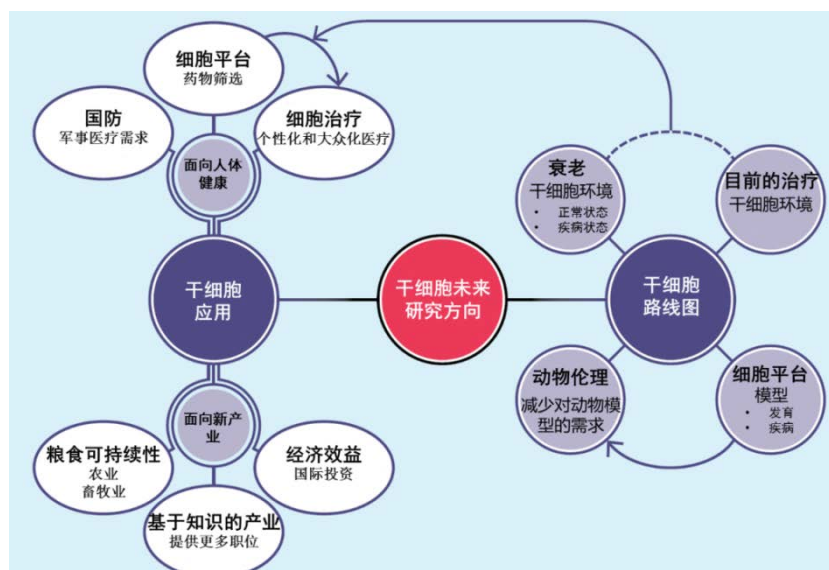 细胞平台
药物筛选
国防
军事医疗需求
细胞治疗
个性化和大众化医疗
面向人体
健康
干细胞
应用
面向新产
业
粮食可持续性
农业
畜牧业
经济效益
国际投资
基于知识的产业
提供更多职位
干细胞未来
研究方向
衰老
干细胞环境
• 正常状态
• 疾病状态
目前的治疗
干细胞环境
干细胞
路线图
动物伦理
减少对动物模
型的需求
细胞平台
模型
• 发育
• 疾病